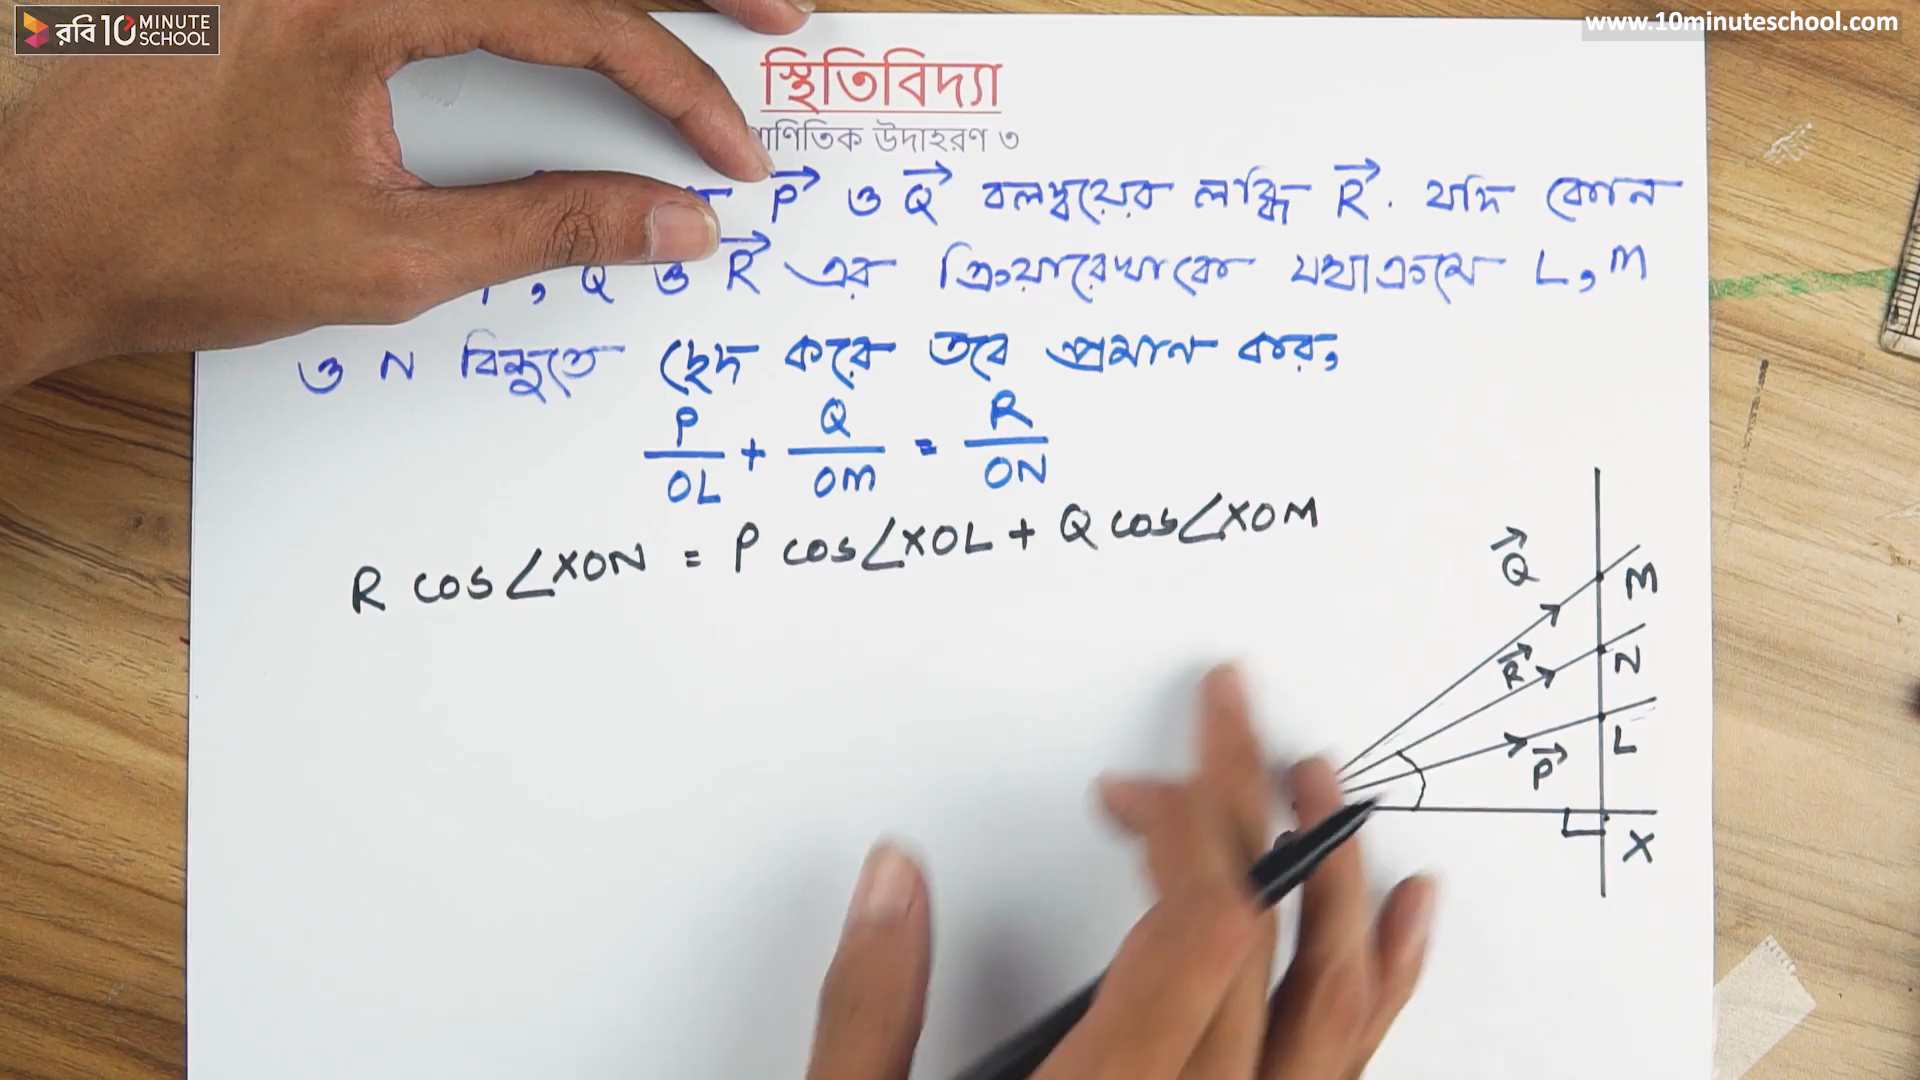 রবি 10 MINUTE SCHOOL
www.10minuteschool.com
স্থিতিবিদ্যা
গাণিতিক উদাহরণ ৩
P⃗ ও Q⃗ বলদ্বয়ের লব্ধি R⃗. যদি কোন
, Q ও R⃗ এর ক্রিয়ারেখাকে যথাক্রমে L, M
ও N বিন্দুতে ছেদ করে তবে প্রমান কর,
P/OL + Q/OM = R/ON
R cos∠XON = P cos∠XOL + Q cos∠XOM
Q⃗
M
R⃗
N
L
P⃗
X